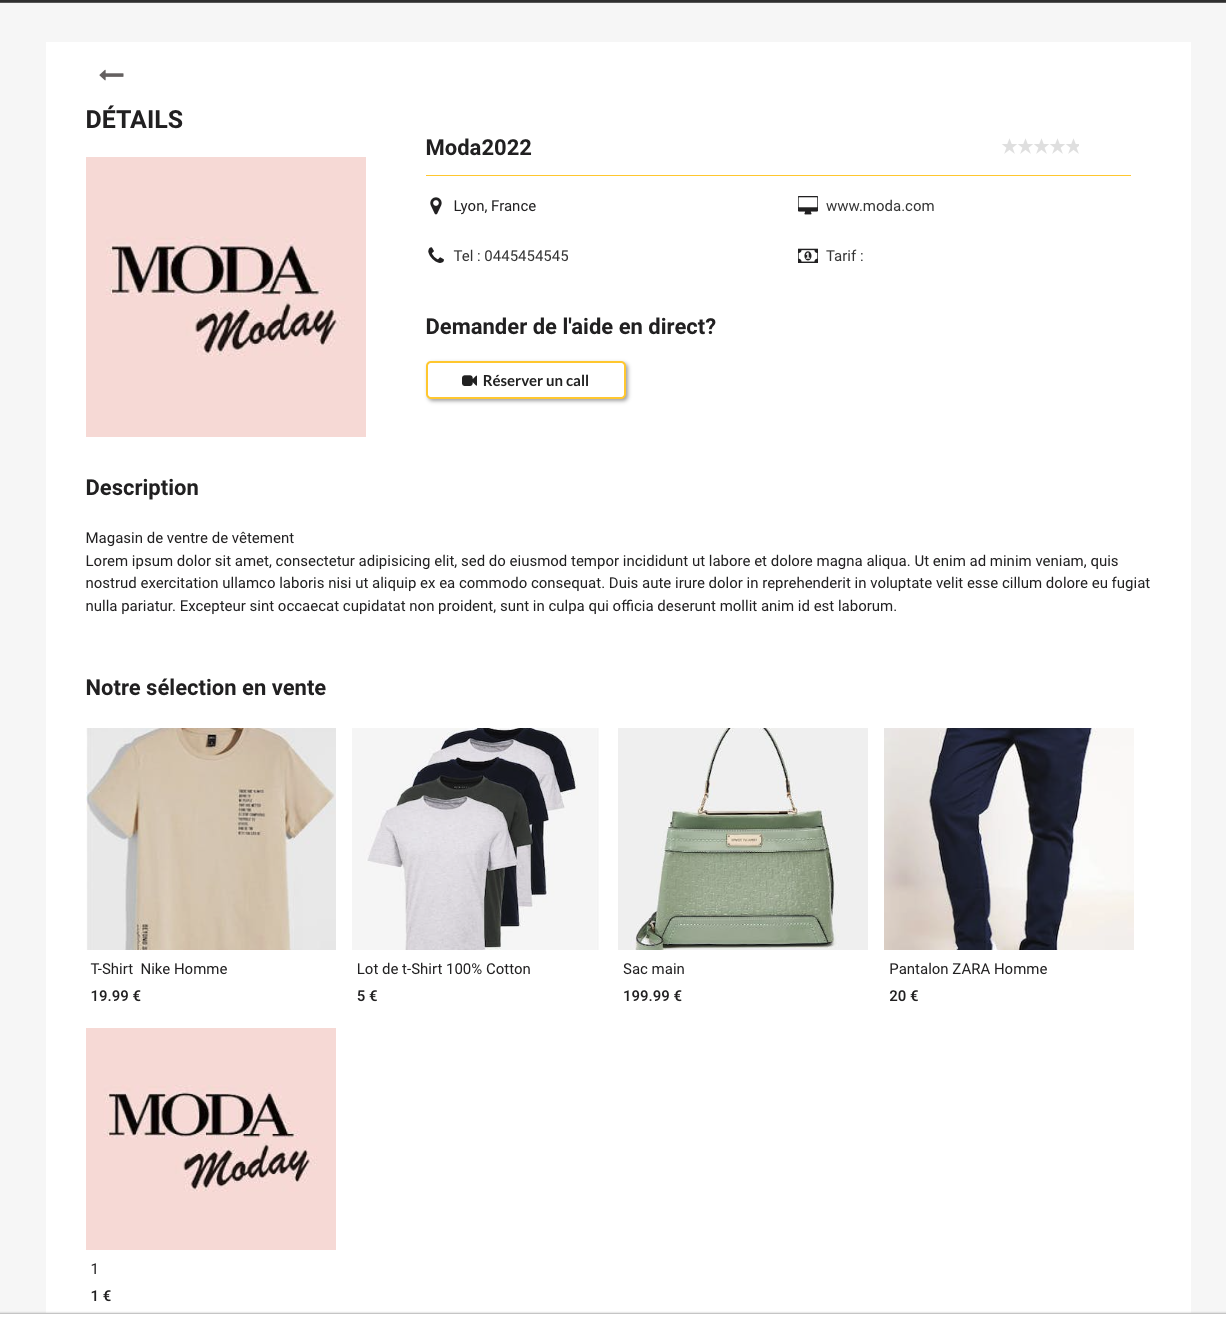 DÉTAILS
Moda2022
MODA
Moday
Lyon, France
www.moda.com
Tel : 0445454545
Tarif :
Demander de l'aide en direct?
Réserver un call
Description
Magasin de ventre de vêtement
Lorem ipsum dolor sit amet, consectetur adipisicing elit, sed do eiusmod tempor incididunt ut labore et dolore magna aliqua. Ut enim ad minim veniam, quis
nostrud exercitation ullamco laboris nisi ut aliquip ex ea commodo consequat. Duis aute irure dolor in reprehenderit in voluptate velit esse cillum dolore eu fugiat
nulla pariatur. Excepteur sint occaecat cupidatat non proident, sunt in culpa qui officia deserunt mollit anim id est laborum.
Notre sélection en vente
T-Shirt  Nike Homme
19.99 €
Lot de t-Shirt 100% Cotton
5 €
Sac main
199.99 €
Pantalon ZARA Homme
20 €
MODA
Moday
1
1 €